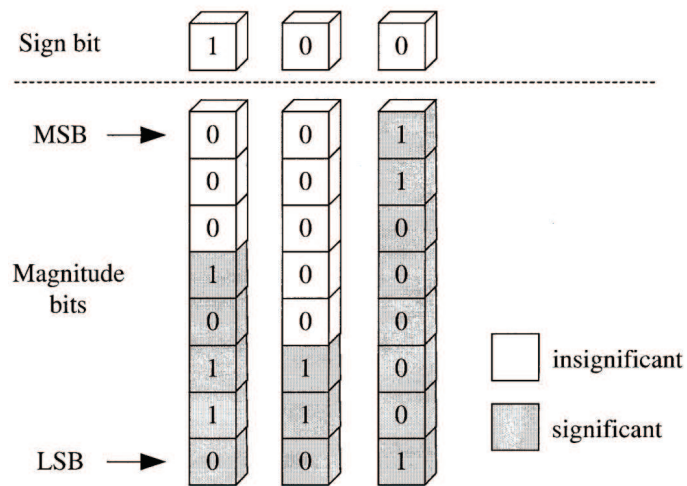 Sign bit 1 0 0
MSB 0 0 1
0 0 1
0 0 0
Magnitude bits 1 0 0
0 0 0
1 1 0 insignificant
1 1 0 significant
LSB 0 0 1